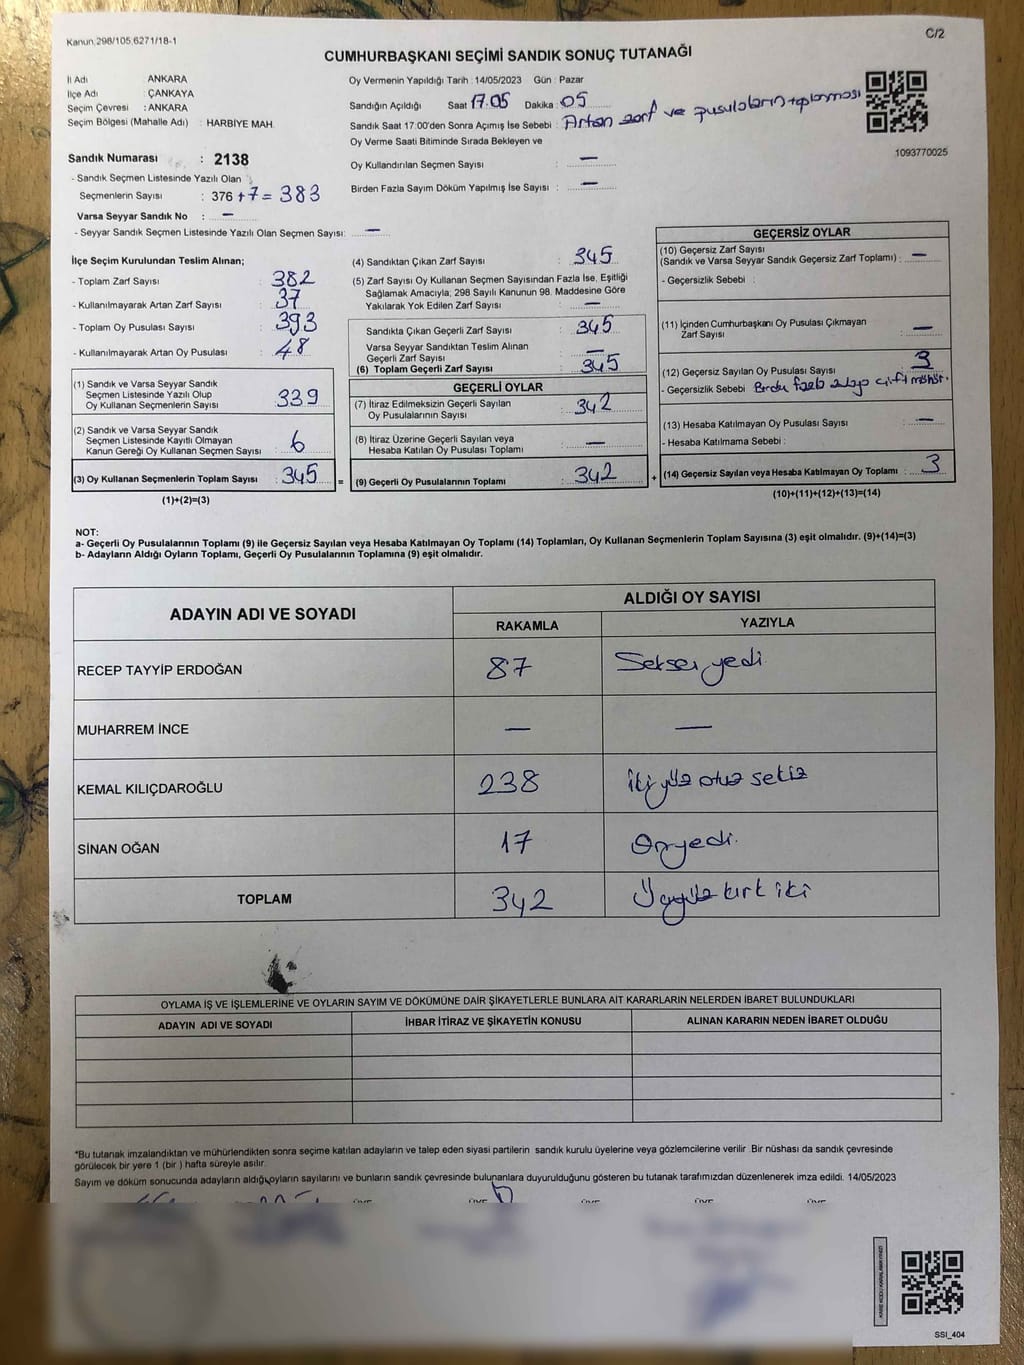 Kanun 298/105,6271/18-1
C/2
CUMHURBAŞKANI SEÇİMİ SANDIK SONUÇ TUTANAĞI
İl Adı : ANKARA
İlçe Adı : ÇANKAYA
Seçim Çevresi : ANKARA
Seçim Bölgesi (Mahalle Adı) : HARBİYE MAH.
Oy Vermenin Yapıldığı Tarih : 14/05/2023 Gün : Pazar
Sandığın Açıldığı Saat 17.05 Dakika : 05
Sandık Saat 17:00'den Sonra Açımış İse Sebebi : Artan zarf ve pusulaların toplanması
Oy Verme Saati Bitiminde Sırada Bekleyen ve
Oy Kullandırılan Seçmen Sayısı : —
Birden Fazla Sayım Döküm Yapılmış İse Sayısı : —
1093770025
Sandık Numarası : 2138
- Sandık Seçmen Listesinde Yazılı Olan
Seçmenlerin Sayısı : 376 +7= 383
Varsa Seyyar Sandık No : —
- Seyyar Sandık Seçmen Listesinde Yazılı Olan Seçmen Sayısı: —
İlçe Seçim Kurulundan Teslim Alınan;
- Toplam Zarf Sayısı : 382
- Kullanılmayarak Artan Zarf Sayısı : 37
- Toplam Oy Pusulası Sayısı : 393
- Kullanılmayarak Artan Oy Pusulası : 48
(1) Sandık ve Varsa Seyyar Sandık
Seçmen Listesinde Yazılı Olup
Oy Kullanan Seçmenlerin Sayısı : 339
(2) Sandık ve Varsa Seyyar Sandık
Seçmen Listesinde Kayıtlı Olmayan
Kanun Gereği Oy Kullanan Seçmen Sayısı : 6
(3) Oy Kullanan Seçmenlerin Toplam Sayısı : 345 =
(1)+(2)=(3)
(4) Sandıktan Çıkan Zarf Sayısı : 345
(5) Zarf Sayısı Oy Kullanan Seçmen Sayısından Fazla İse, Eşitliği
Sağlamak Amacıyla, 298 Sayılı Kanunun 98. Maddesine Göre
Yakılarak Yok Edilen Zarf Sayısı : —
Sandıkta Çıkan Geçerli Zarf Sayısı : 345
Varsa Seyyar Sandıktan Teslim Alınan
Geçerli Zarf Sayısı : —
(6) Toplam Geçerli Zarf Sayısı : 345
GEÇERLİ OYLAR
(7) İtiraz Edilmeksizin Geçerli Sayılan
Oy Pusulalarının Sayısı : 342
(8) İtiraz Üzerine Geçerli Sayılan veya
Hesaba Katılan Oy Pusulası Toplamı : —
(9) Geçerli Oy Pusulalarının Toplamı : 342 +
GEÇERSİZ OYLAR
(10) Geçersiz Zarf Sayısı
(Sandık ve Varsa Seyyar Sandık Geçersiz Zarf Toplamı) : —
- Geçersizlik Sebebi :
(11) İçinden Cumhurbaşkanı Oy Pusulası Çıkmayan
Zarf Sayısı : —
(12) Geçersiz Sayılan Oy Pusulası Sayısı : 3
- Geçersizlik Sebebi : çift mühür.
(13) Hesaba Katılmayan Oy Pusulası Sayısı : —
- Hesaba Katılmama Sebebi :
(14) Geçersiz Sayılan veya Hesaba Katılmayan Oy Toplamı : 3
(10)+(11)+(12)+(13)=(14)
NOT:
a- Geçerli Oy Pusulalarının Toplamı (9) ile Geçersiz Sayılan veya Hesaba Katılmayan Oy Toplamı (14) Toplamları, Oy Kullanan Seçmenlerin Toplam Sayısına (3) eşit olmalıdır. (9)+(14)=(3)
b- Adayların Aldığı Oyların Toplamı, Geçerli Oy Pusulalarının Toplamına (9) eşit olmalıdır.
ADAYIN ADI VE SOYADI
ALDIĞI OY SAYISI
RAKAMLA YAZIYLA
RECEP TAYYİP ERDOĞAN 87 Seksenyedi
MUHARREM İNCE — —
KEMAL KILIÇDAROĞLU 238 İkiyüz otuz sekiz
SİNAN OĞAN 17 Onyedi.
TOPLAM 342 Üçyüz kırk iki
OYLAMA İŞ VE İŞLEMLERİNE VE OYLARIN SAYIM VE DÖKÜMÜNE DAİR ŞİKAYETLERLE BUNLARA AİT KARARLARIN NELERDEN İBARET BULUNDUKLARI
ADAYIN ADI VE SOYADI İHBAR İTİRAZ VE ŞİKAYETİN KONUSU ALINAN KARARIN NEDEN İBARET OLDUĞU
*Bu tutanak imzalandıktan ve mühürlendikten sonra seçime katılan adayların ve talep eden siyasi partilerin sandık kurulu üyelerine veya gözlemcilerine verilir. Bir nüshası da sandık çevresinde
görülecek bir yere 1 (bir ) hafta süreyle asılır.
Sayım ve döküm sonucunda adayların aldığı oyların sayılarını ve bunların sandık çevresinde bulunanlara duyurulduğunu gösteren bu tutanak tarafımızdan düzenlenerek imza edildi. 14/05/2023
SSI_404